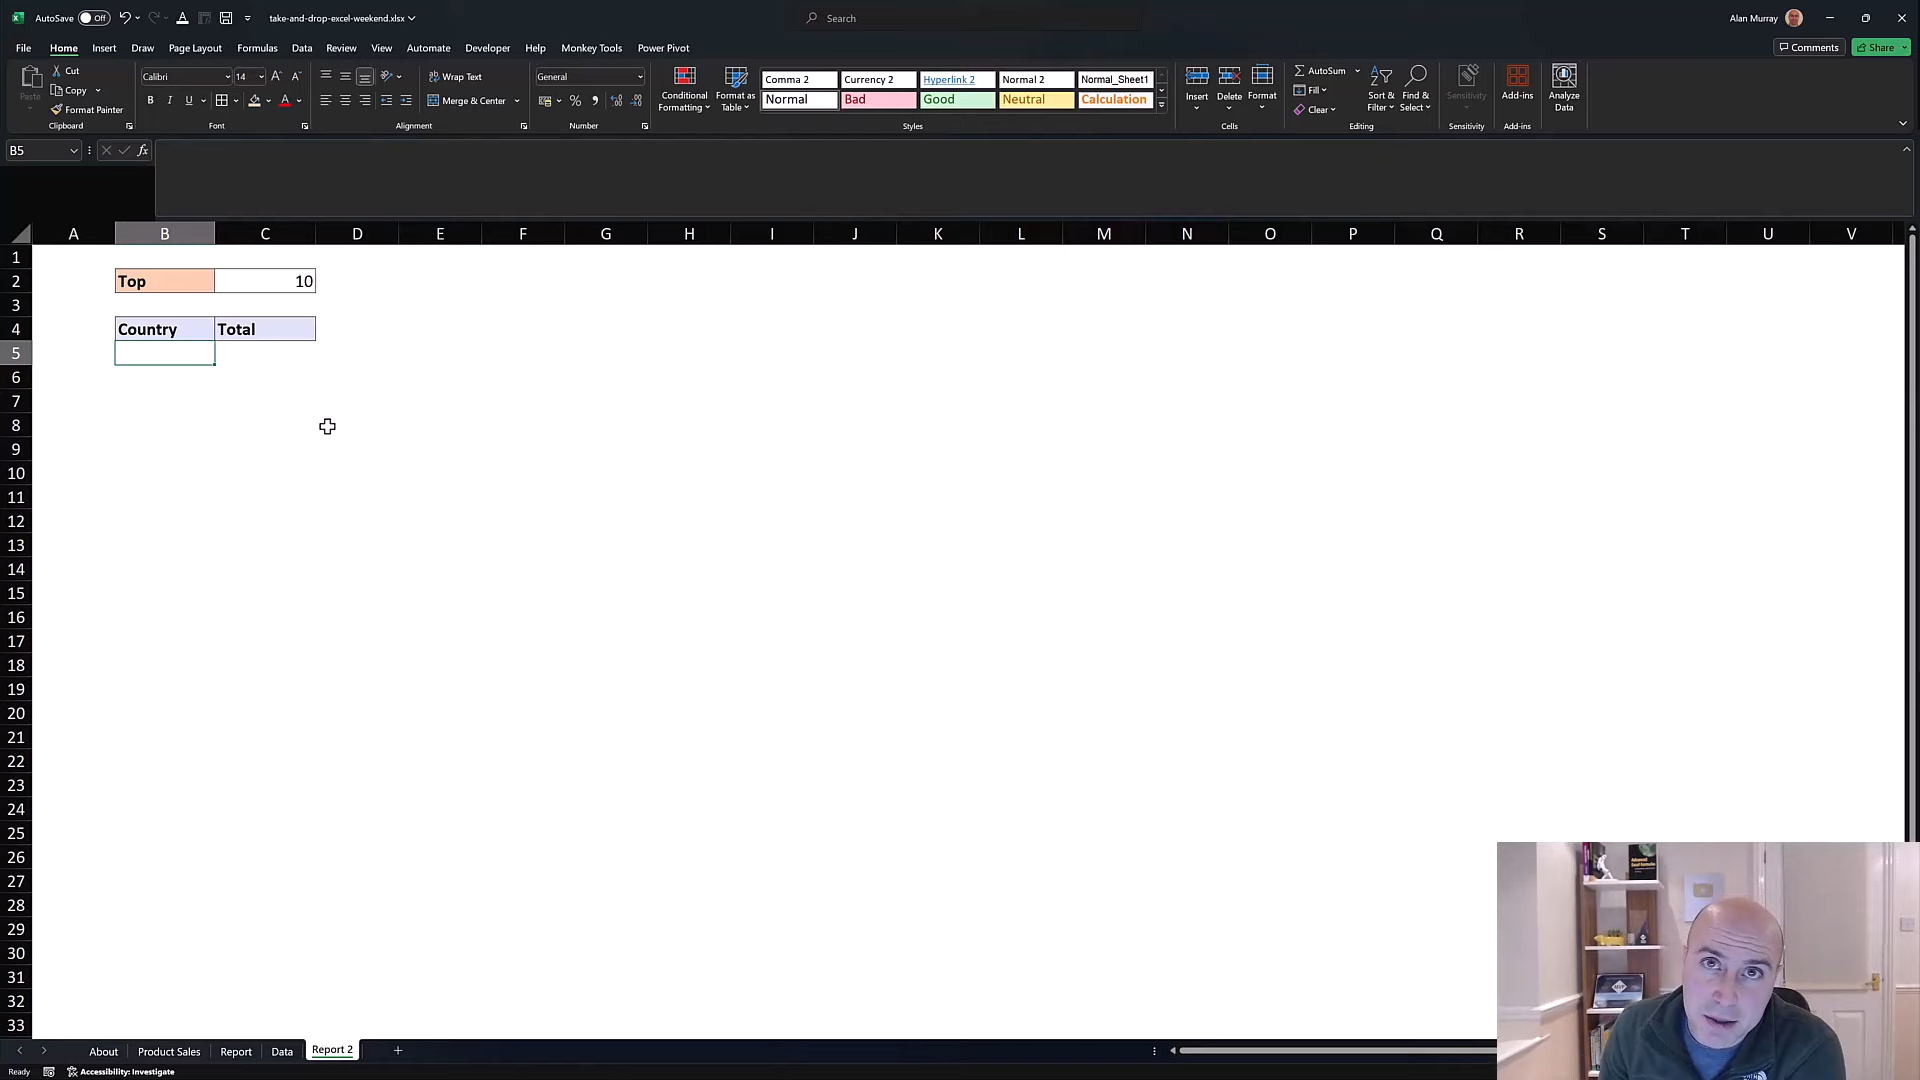 AutoSave Off take-and-drop-excel-weekend.xlsx Search Alan Murray
File Home Insert Draw Page Layout Formulas Data Review View Automate Developer Help Monkey Tools Power Pivot Comments Share
Cut
Copy
Format Painter
Paste
Clipboard
Calibri 14
B I U
Font
Wrap Text
Merge & Center
Alignment
General
Number
Conditional Formatting
Format as Table
Comma 2 Currency 2 Hyperlink 2 Normal 2 Normal_Sheet1
Normal Bad Good Neutral Calculation
Styles
Insert Delete Format
Cells
AutoSum
Fill
Clear
Sort & Filter
Find & Select
Editing
Sensitivity
Sensitivity
Add-ins
Add-ins
Analyze Data
B5 fx
A B C D E F G H I J K L M N O P Q R S T U V
1
2 Top 10
3
4 Country Total
5
6
7
8
9
10
11
12
13
14
15
16
17
18
19
20
21
22
23
24
25
26
27
28
29
30
31
32
33
About Product Sales Report Data Report 2
Ready Accessibility: Investigate